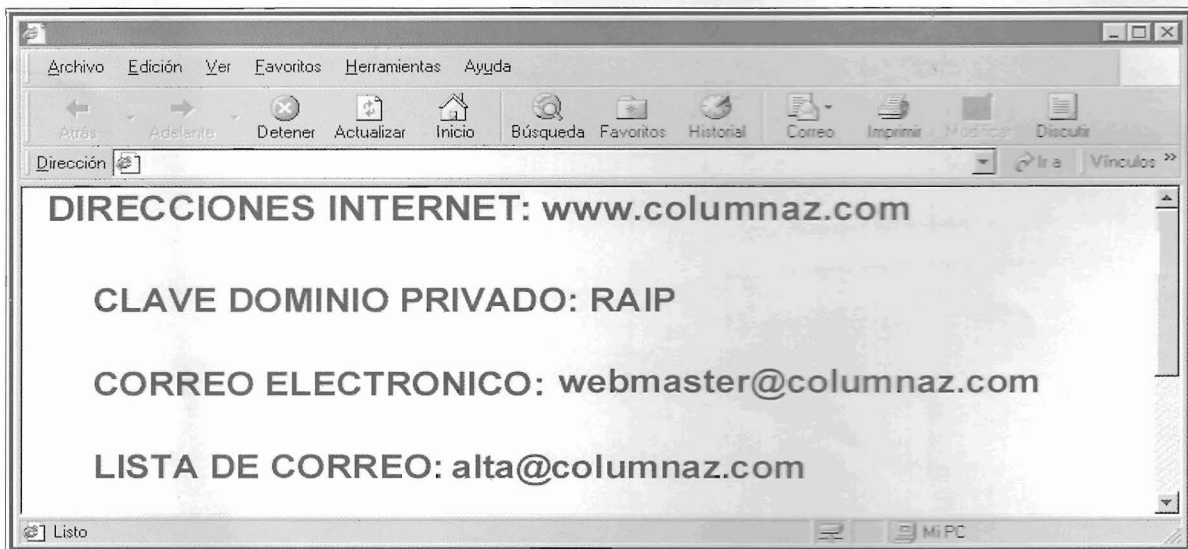 Archivo Edición Ver Favoritos Herramientas Ayuda
Atrás Adelante Detener Actualizar Inicio Búsqueda Favoritos Historial Correo Imprimir Modificar Discutir
Dirección Ir a Vínculos »
DIRECCIONES INTERNET: www.columnaz.com
CLAVE DOMINIO PRIVADO: RAIP
CORREO ELECTRONICO: webmaster@columnaz.com
LISTA DE CORREO: alta@columnaz.com
Listo Mi PC